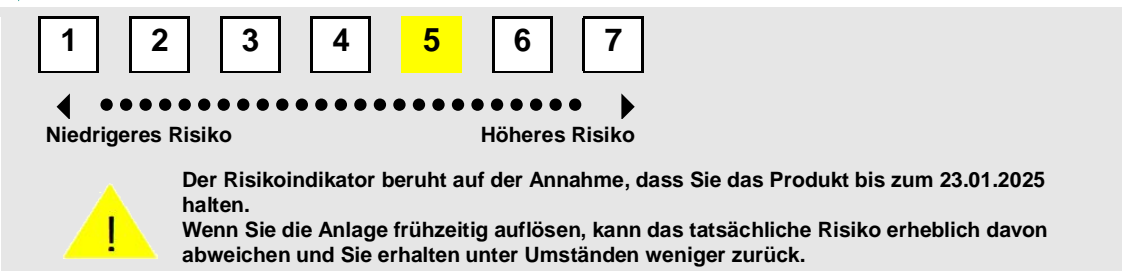 1 2 3 4 5 6 7
Niedrigeres Risiko Höheres Risiko
! Der Risikoindikator beruht auf der Annahme, dass Sie das Produkt bis zum 23.01.2025
halten.
Wenn Sie die Anlage frühzeitig auflösen, kann das tatsächliche Risiko erheblich davon
abweichen und Sie erhalten unter Umständen weniger zurück.